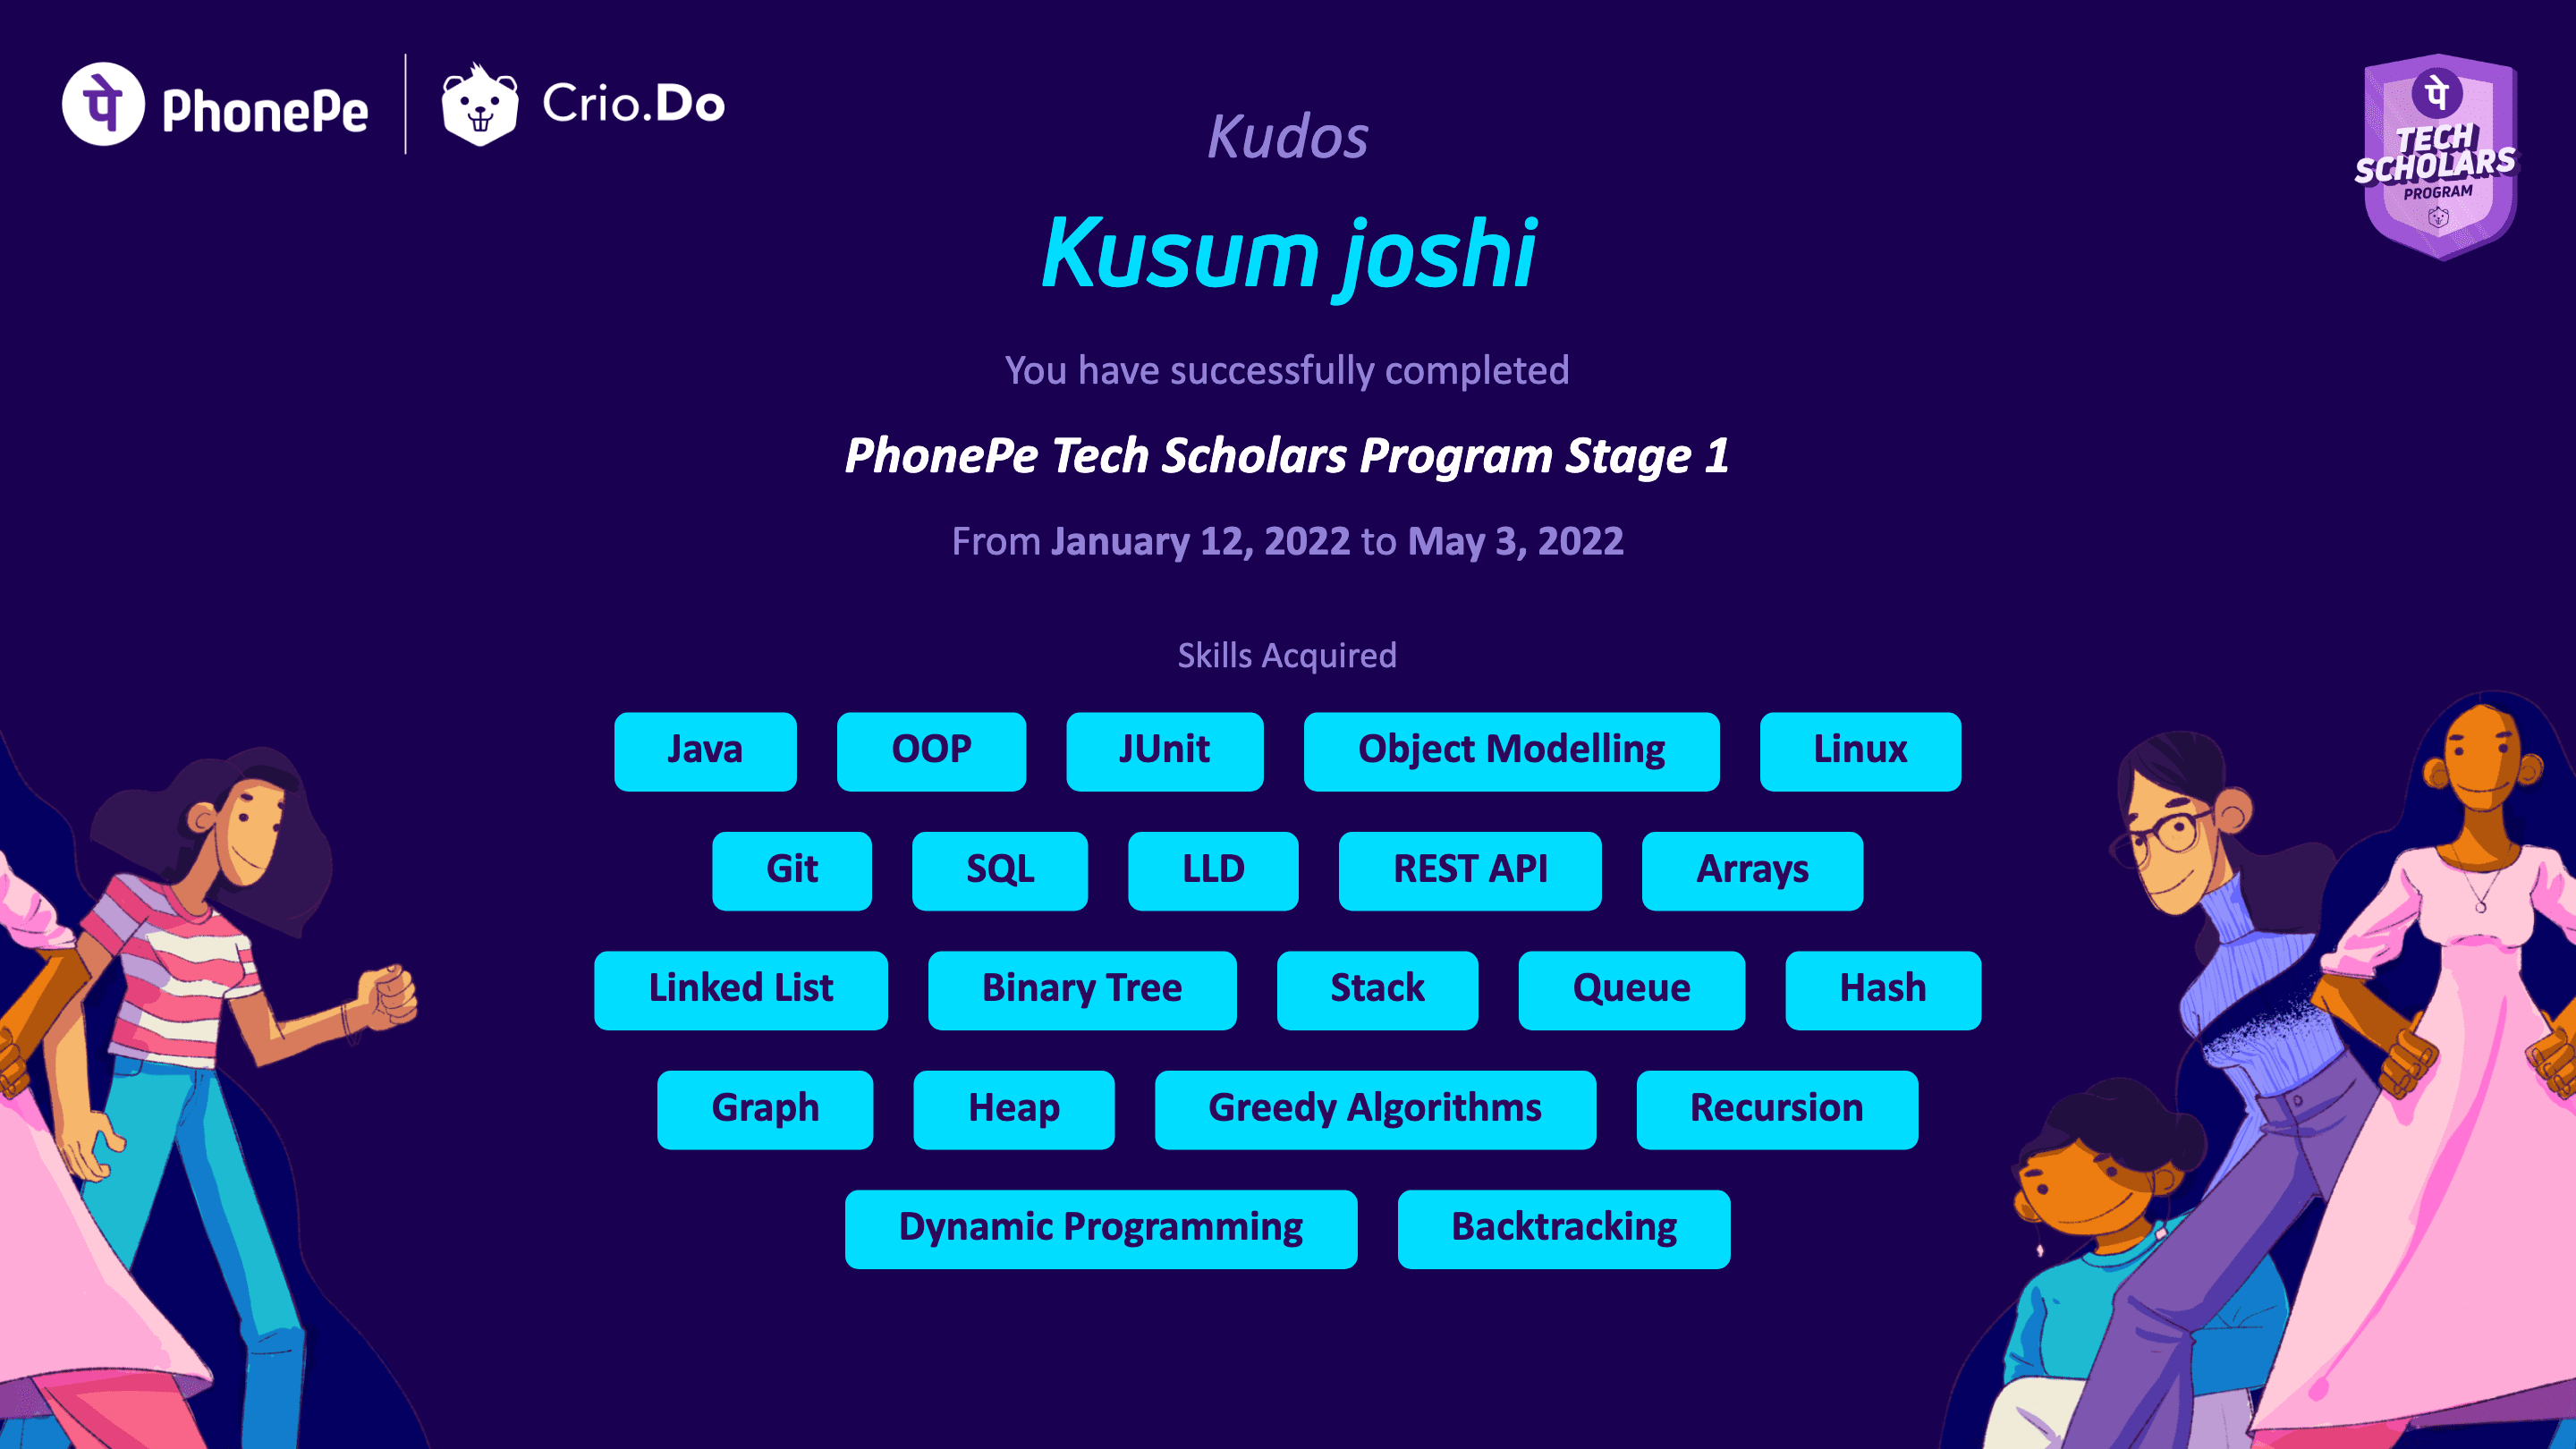 पे PhonePe
Crio.Do
पे
TECH
SCHOLARS
PROGRAM
Kudos
Kusum joshi
You have successfully completed
PhonePe Tech Scholars Program Stage 1
From January 12, 2022 to May 3, 2022
Skills Acquired
Java OOP JUnit Object Modelling Linux
Git SQL LLD REST API Arrays
Linked List Binary Tree Stack Queue Hash
Graph Heap Greedy Algorithms Recursion
Dynamic Programming Backtracking